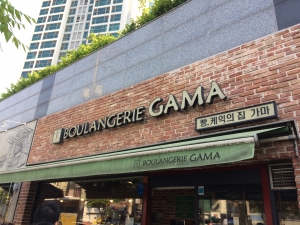 BOULANGERIE GAMA
빵, 케익의 집 가마
BOULANGERIE GAMA